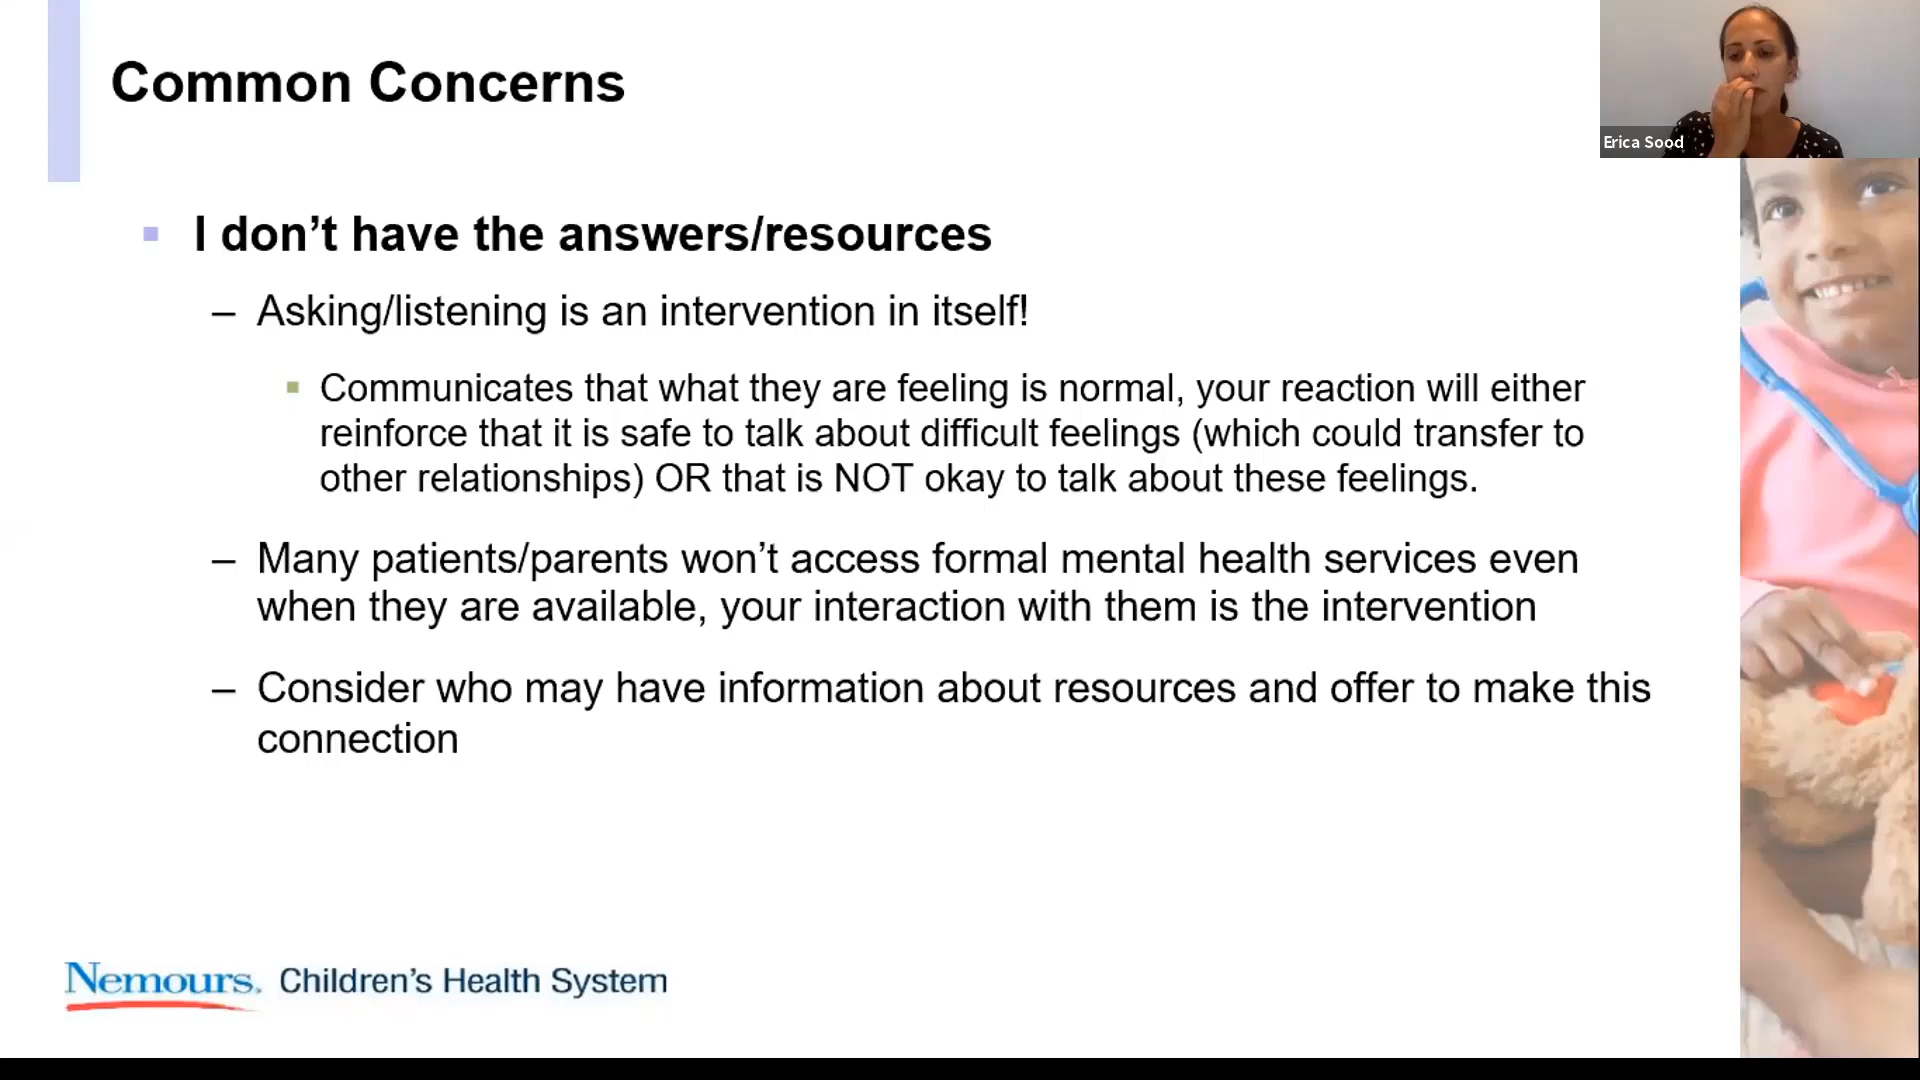 Common Concerns
Erica Sood
I don’t have the answers/resources
– Asking/listening is an intervention in itself!
Communicates that what they are feeling is normal, your reaction will either
reinforce that it is safe to talk about difficult feelings (which could transfer to
other relationships) OR that is NOT okay to talk about these feelings.
– Many patients/parents won’t access formal mental health services even
when they are available, your interaction with them is the intervention
– Consider who may have information about resources and offer to make this
connection
Nemours. Children’s Health System